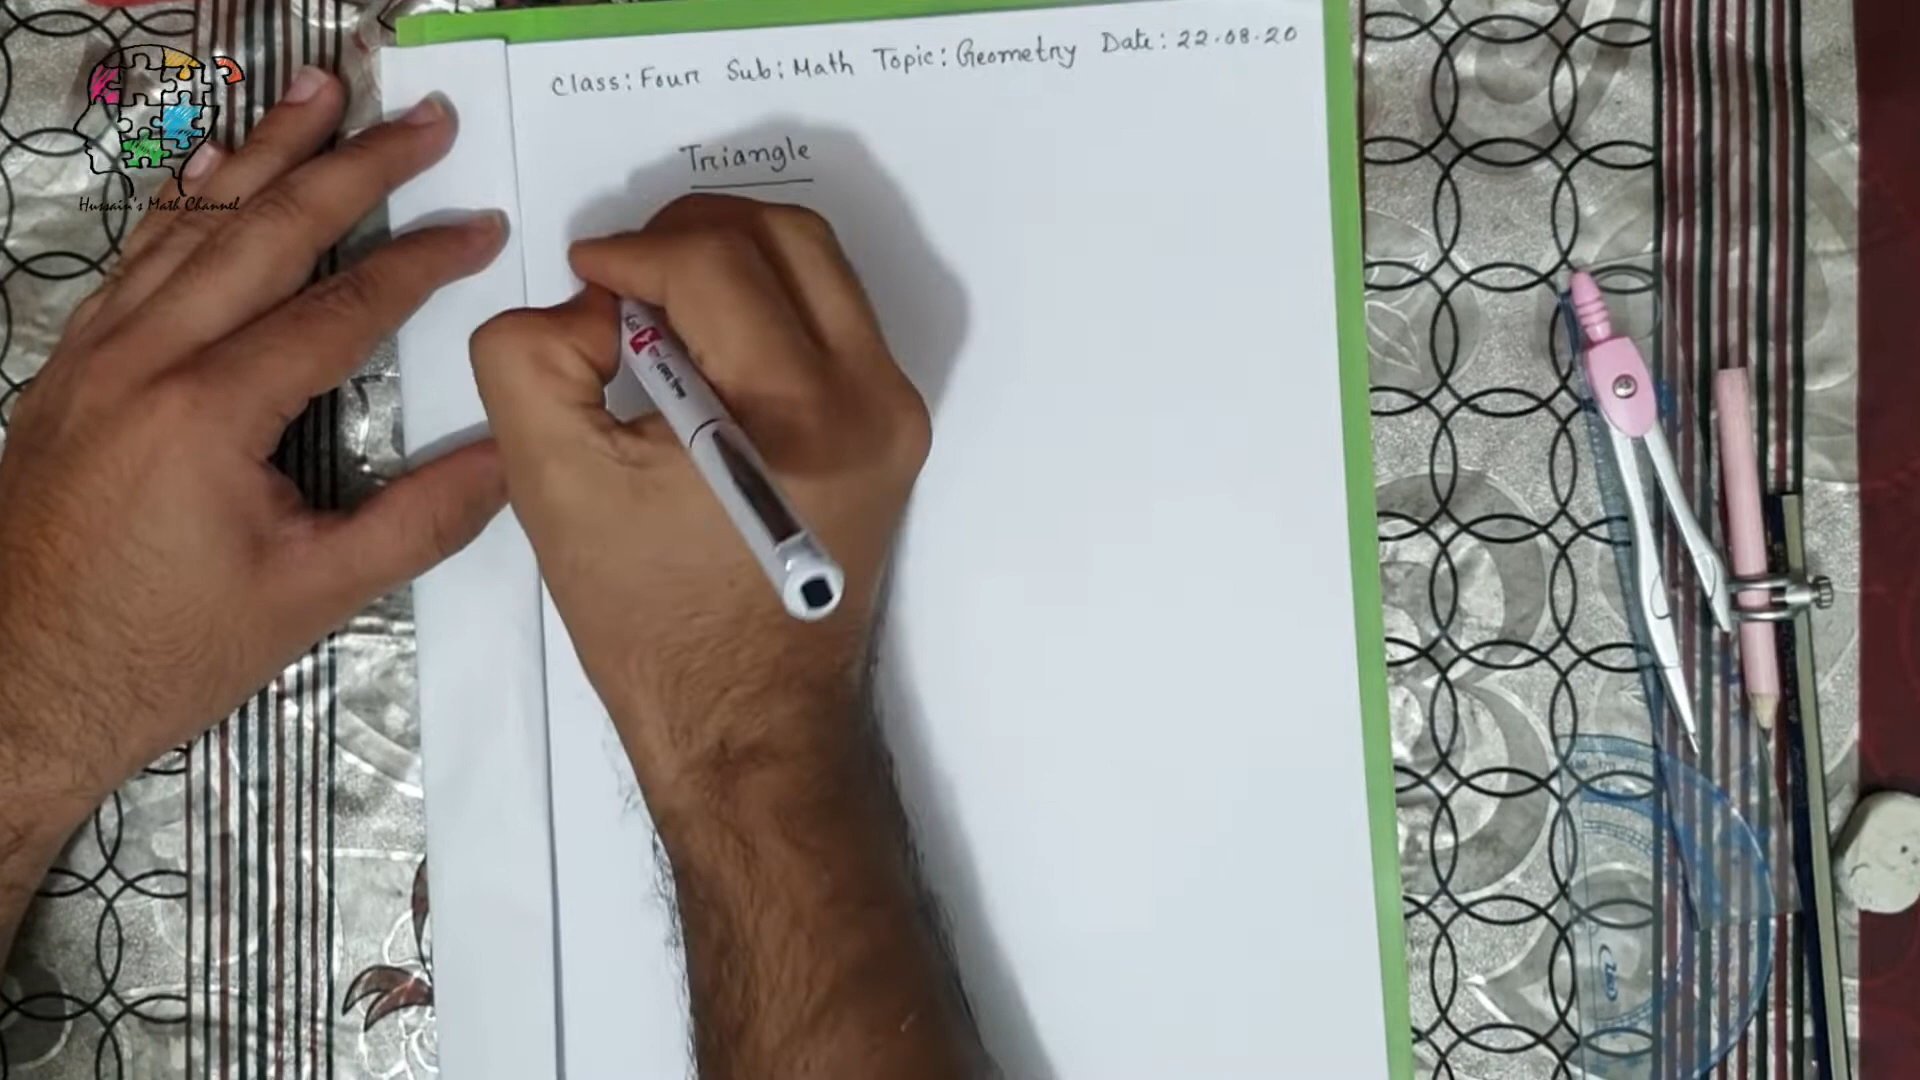 Class: Four Sub: Math Topic: Geometry Date: 22.08.20
Triangle
Hussain's Math Channel